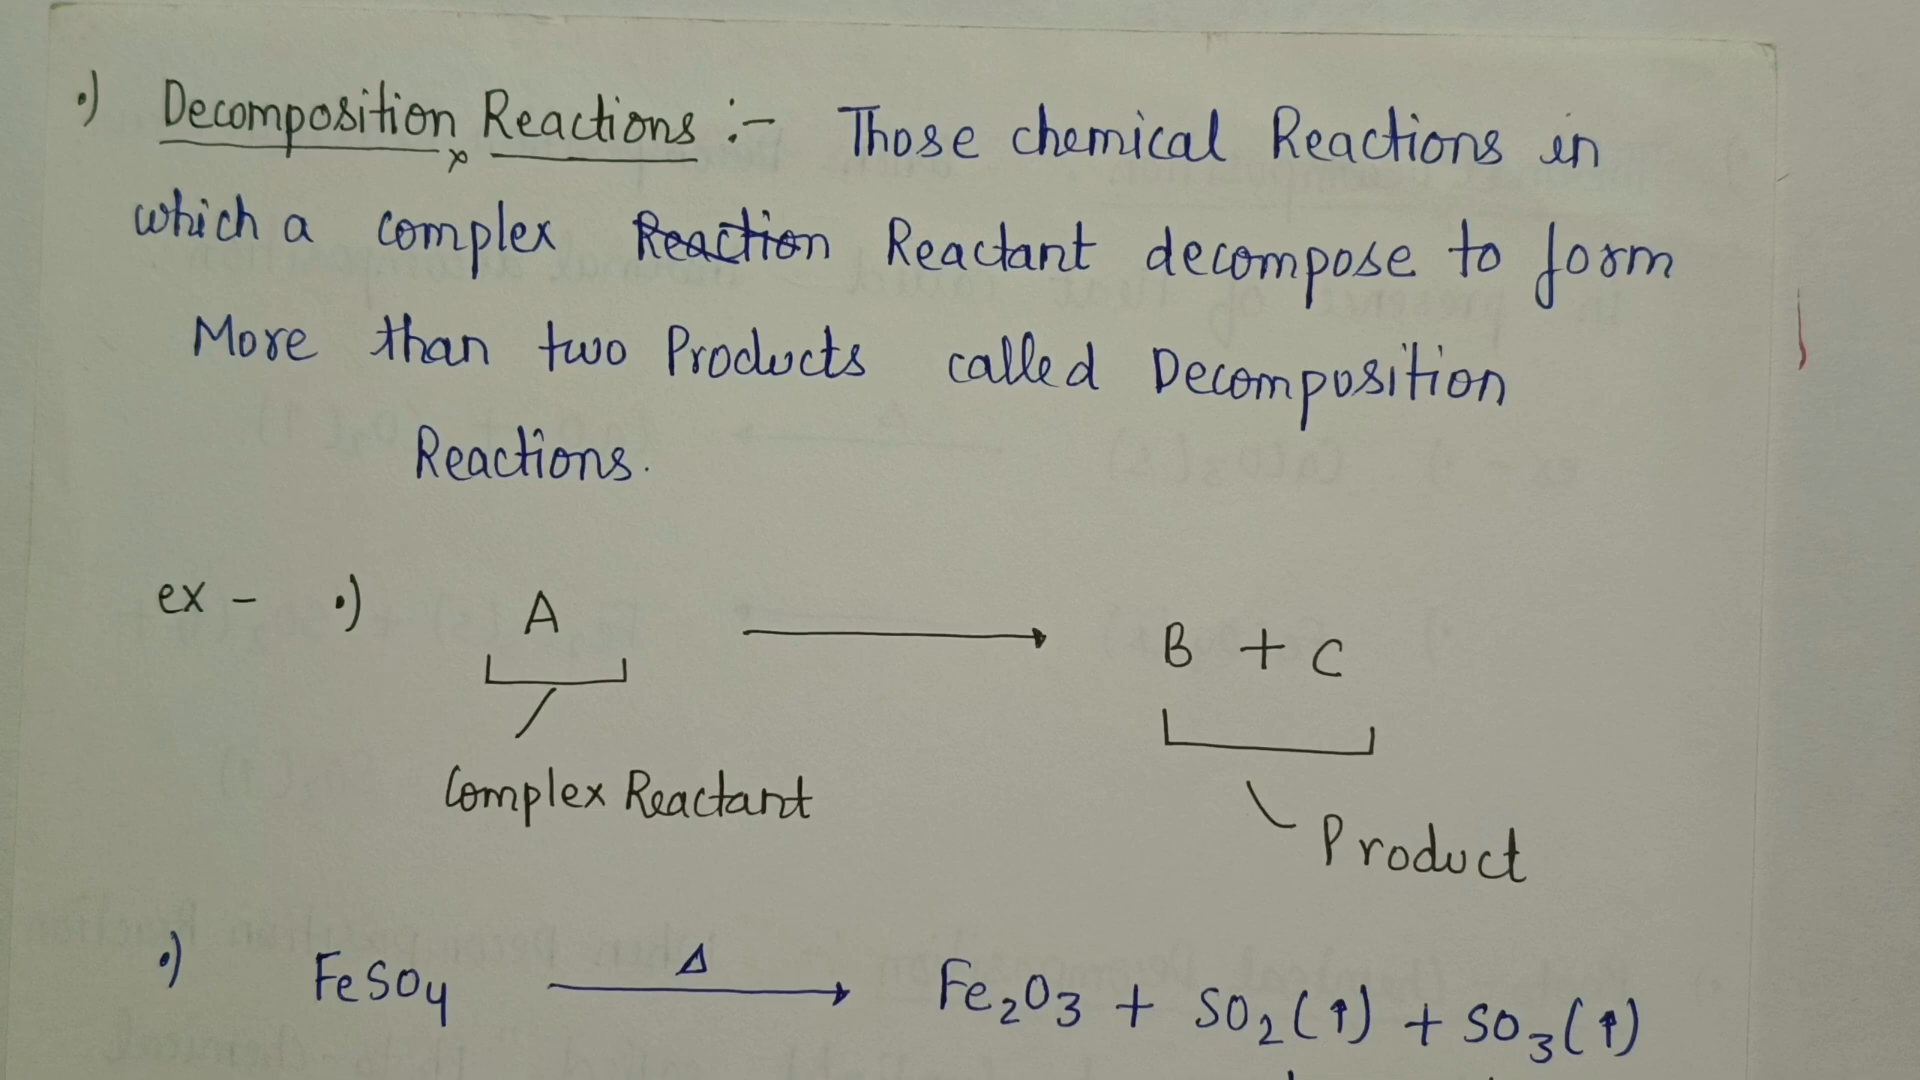 •) Decomposition Reactions :- Those chemical Reactions in
which a complex Reaction Reactant decompose to form
More than two Products called Decomposition
Reactions.
ex - •) A → B + C
Complex Reactant
Product
•) FeSO4 Δ→ Fe2O3 + SO2(↑) + SO3(↑)